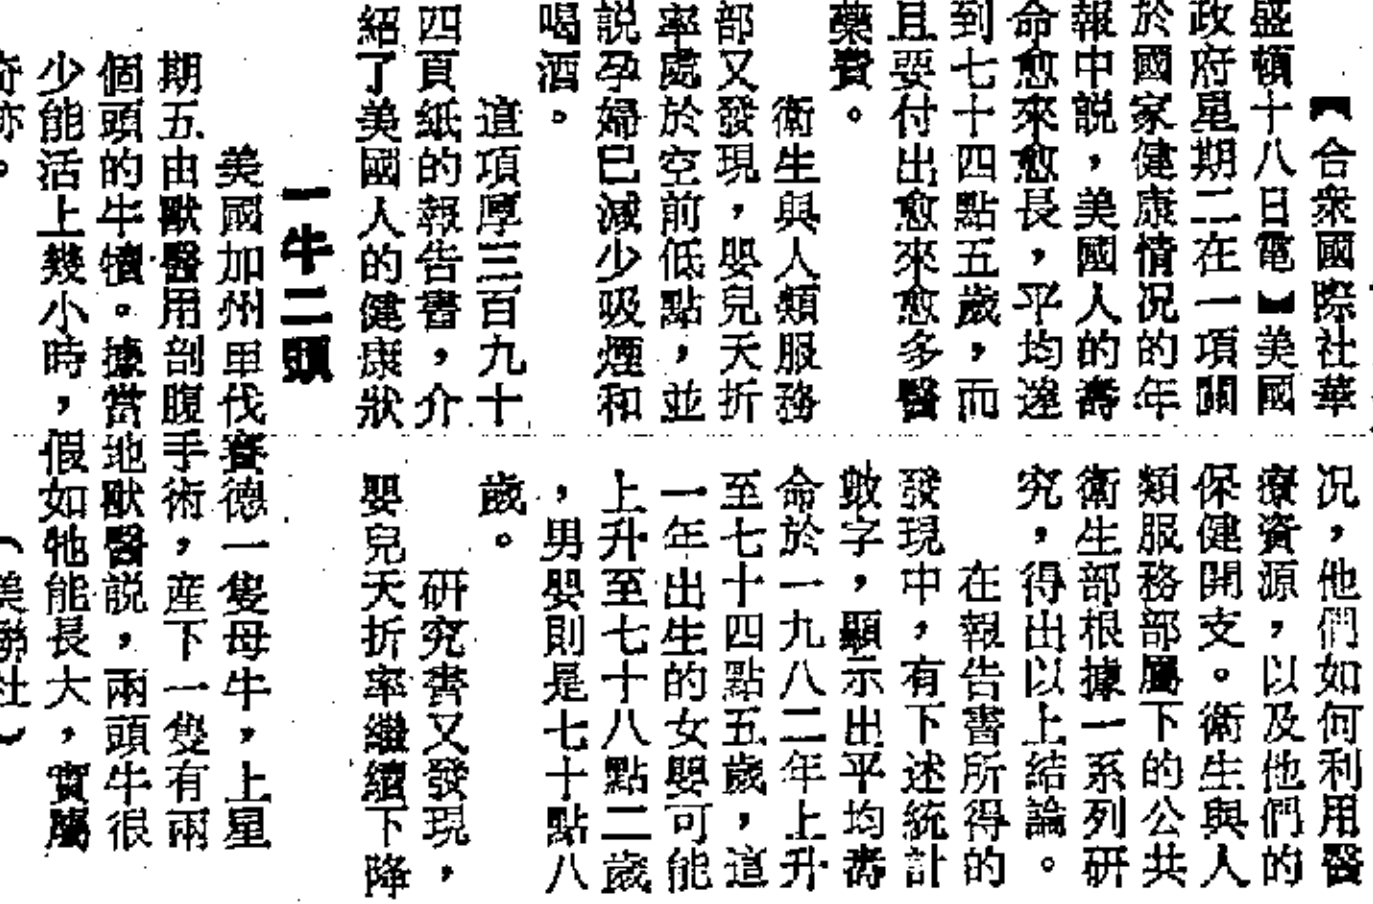 【合衆國際社華
盛頓十八日電】美國
政府星期二在一項關
於國家健康情況的年
報中說，美國人的壽
命愈來愈長，平均達
到七十四點五歲，而
且要付出愈來愈多醫
藥費。
衛生與人類服務
部又發現，嬰兒夭折
率處於空前低點，並
説孕婦已減少吸煙和
喝酒。
這項厚三百九十
四頁紙的報告書，介
紹了美國人的健康狀
況，他們如何利用醫
療資源，以及他們的
保健開支。衛生與人
類服務部屬下的公共
衛生部根據一系列研
究，得出以上結論。
在報告書所得的
發現中，有下述統計
數字，顯示出平均壽
命於一九八二年上升
至七十四點五歲，這
一年出生的女嬰可能
上升至七十八點二歲
，男嬰則是七十點八
歲。
研究書又發現，
嬰兒夭折率繼續下降
一牛二頭
美國加州里伐賽德一隻母牛，上星
期五由獸醫用剖腹手術，産下一隻有兩
個頭的牛犢。據當地獸醫説，兩頭牛很
少能活上幾小時，假如牠能長大，實屬
奇跡。（美聯社）